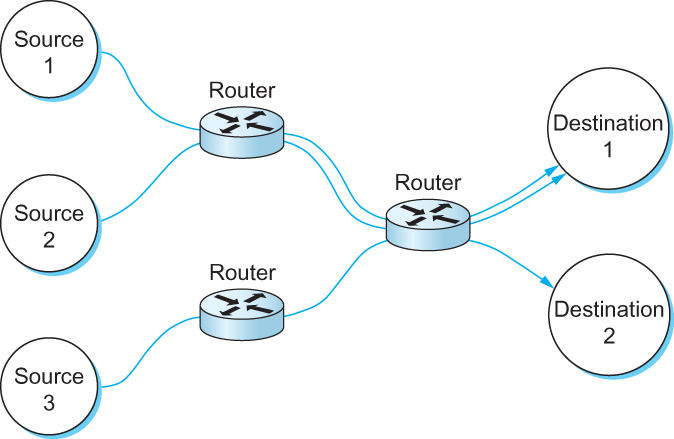 Source
1
Router
Destination
1
Source
2
Router
Router
Destination
2
Source
3